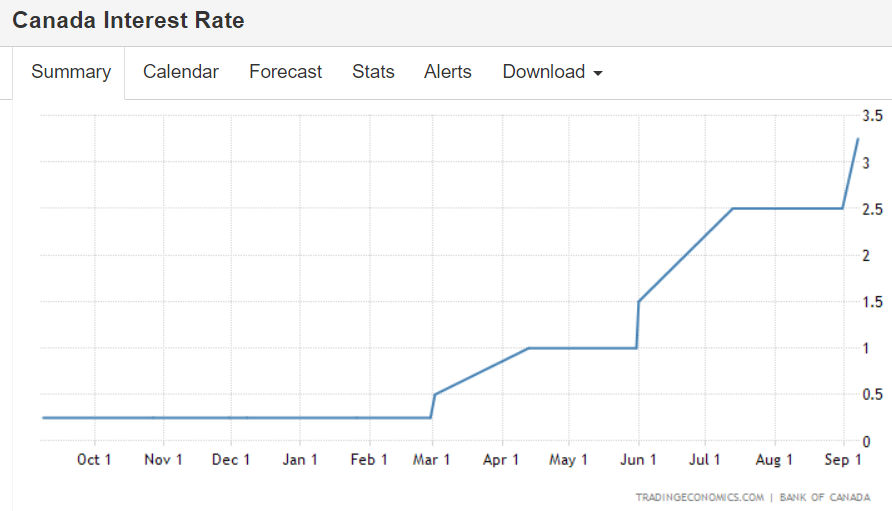 Canada Interest Rate
Summary Calendar Forecast Stats Alerts Download
3.5
3
2.5
2
1.5
1
0.5
0
Oct 1 Nov 1 Dec 1 Jan 1 Feb 1 Mar 1 Apr 1 May 1 Jun 1 Jul 1 Aug 1 Sep 1
TRADINGECONOMICS.COM | BANK OF CANADA